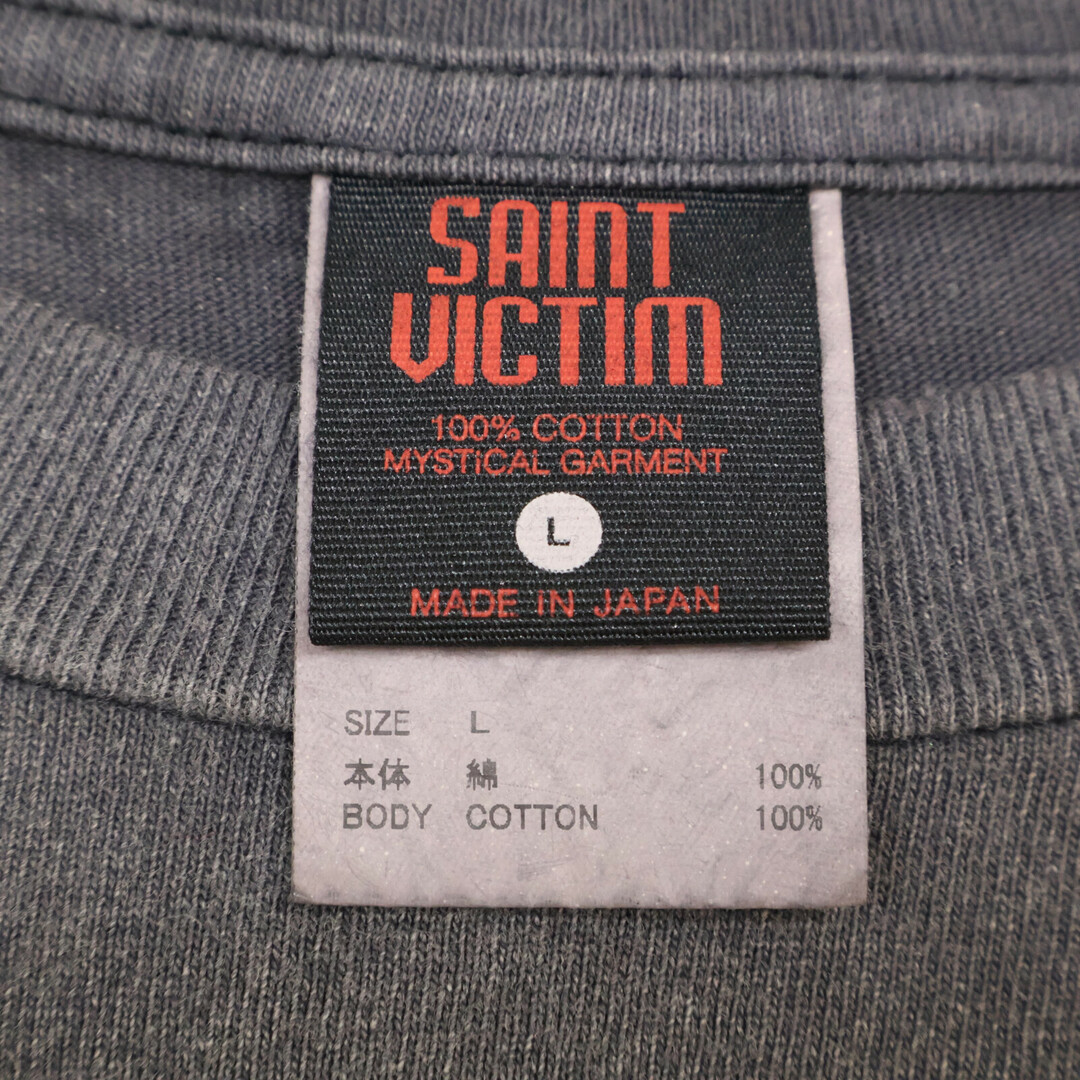 SAINT
VICTIM
100% COTTON
MYSTiCAL GARMENT
L
MADE IN JAPAN
SIZE L
本体 綿 100%
BODY COTTON 100%